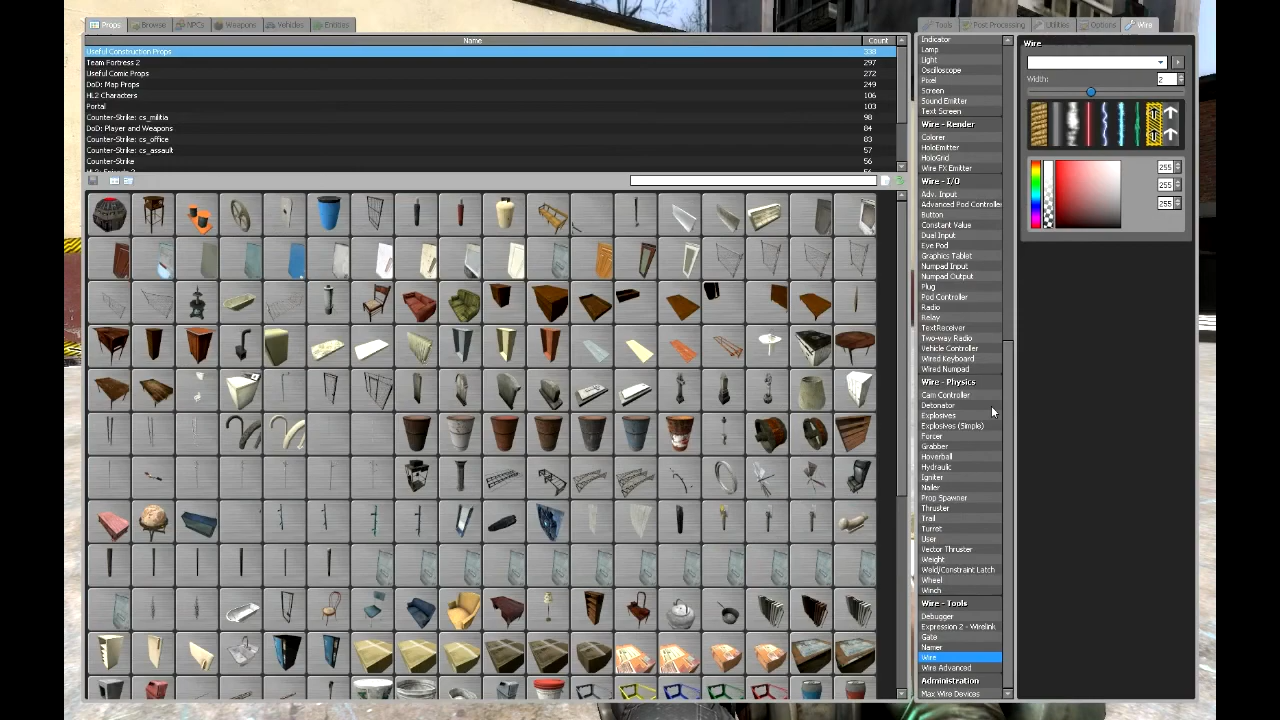 Props
Browse
NPCs
Weapons
Vehicles
Entities
Name
Count
Useful Construction Props
338
Team Fortress 2
297
Useful Comic Props
272
DoD: Map Props
249
HL2 Characters
106
Portal
103
Counter-Strike: cs_militia
98
DoD: Player and Weapons
84
Counter-Strike: cs_office
83
Counter-Strike: cs_assault
57
Counter-Strike
56
Tools
Post Processing
Utilities
Options
Wire
Indicator
Lamp
Light
Oscilloscope
Pixel
Screen
Sound Emitter
Text Screen
Wire - Render
Colorer
HoloEmitter
HoloGrid
Wire FX Emitter
Wire - I/O
Adv. Input
Advanced Pod Controller
Button
Constant Value
Dual Input
Eye Pod
Graphics Tablet
Numpad Input
Numpad Output
Plug
Pod Controller
Radio
Relay
TextReceiver
Two-way Radio
Vehicle Controller
Wired Keyboard
Wired Numpad
Wire - Physics
Cam Controller
Detonator
Explosives
Explosives (Simple)
Forcer
Grabber
Hoverball
Hydraulic
Igniter
Nailer
Prop Spawner
Thruster
Trail
Turret
User
Vector Thruster
Weight
Weld/Constraint Latch
Wheel
Winch
Wire - Tools
Debugger
Expression 2 - Wirelink
Gate
Namer
Wire
Wire Advanced
Administration
Max Wire Devices
Wire
Width:
2
255
255
255